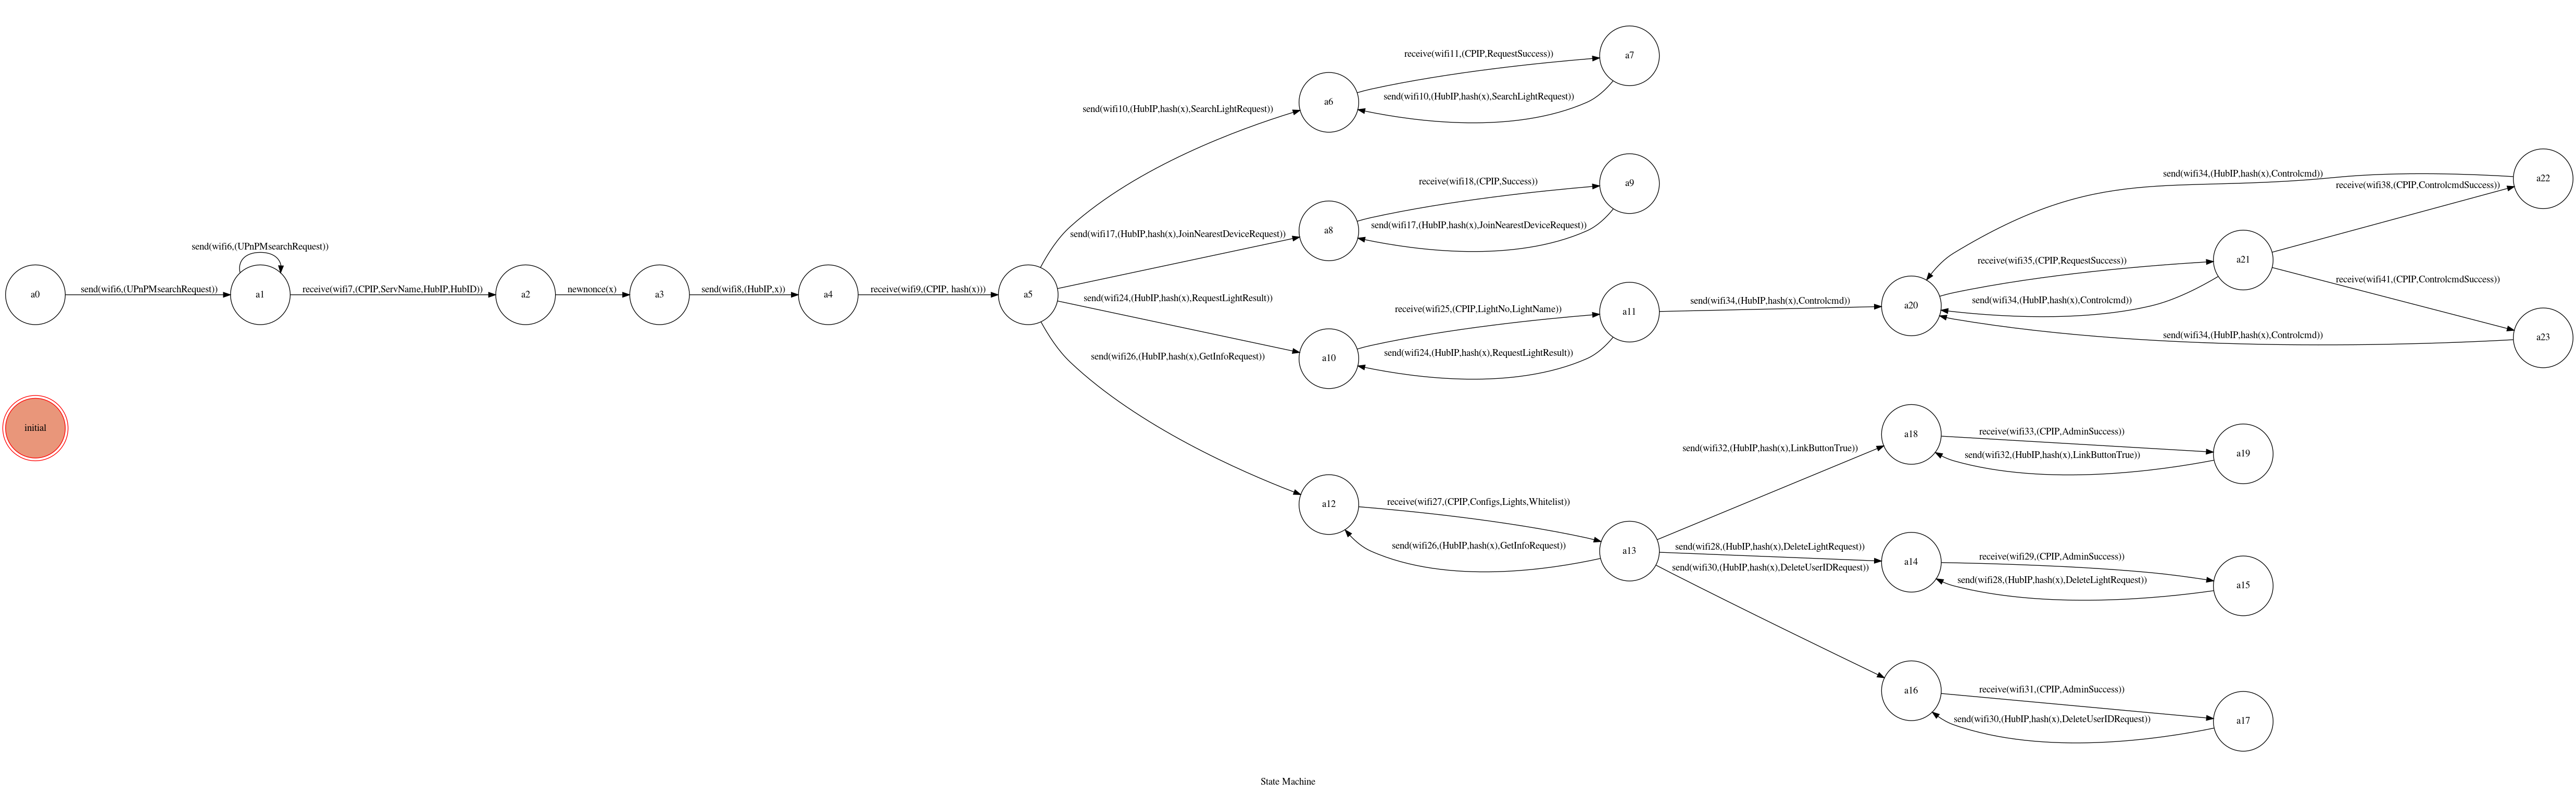 a0
send(wifi6,(UPnPMsearchRequest))
a1
send(wifi6,(UPnPMsearchRequest))
receive(wifi7,(CPIP,ServName,HubIP,HubID))
a2
newnonce(x)
a3
send(wifi8,(HubIP,x))
a4
receive(wifi9,(CPIP, hash(x)))
a5
send(wifi10,(HubIP,hash(x),SearchLightRequest))
a6
receive(wifi11,(CPIP,RequestSuccess))
a7
send(wifi10,(HubIP,hash(x),SearchLightRequest))
send(wifi17,(HubIP,hash(x),JoinNearestDeviceRequest))
a8
receive(wifi18,(CPIP,Success))
a9
send(wifi17,(HubIP,hash(x),JoinNearestDeviceRequest))
send(wifi24,(HubIP,hash(x),RequestLightResult))
a10
receive(wifi25,(CPIP,LightNo,LightName))
a11
send(wifi24,(HubIP,hash(x),RequestLightResult))
send(wifi34,(HubIP,hash(x),Controlcmd))
a20
receive(wifi35,(CPIP,RequestSuccess))
a21
send(wifi34,(HubIP,hash(x),Controlcmd))
send(wifi34,(HubIP,hash(x),Controlcmd))
receive(wifi38,(CPIP,ControlcmdSuccess))
a22
receive(wifi41,(CPIP,ControlcmdSuccess))
send(wifi34,(HubIP,hash(x),Controlcmd))
a23
send(wifi26,(HubIP,hash(x),GetInfoRequest))
a12
receive(wifi27,(CPIP,Configs,Lights,Whitelist))
a13
send(wifi26,(HubIP,hash(x),GetInfoRequest))
send(wifi32,(HubIP,hash(x),LinkButtonTrue))
a18
receive(wifi33,(CPIP,AdminSuccess))
a19
send(wifi32,(HubIP,hash(x),LinkButtonTrue))
send(wifi28,(HubIP,hash(x),DeleteLightRequest))
a14
receive(wifi29,(CPIP,AdminSuccess))
a15
send(wifi28,(HubIP,hash(x),DeleteLightRequest))
send(wifi30,(HubIP,hash(x),DeleteUserIDRequest))
a16
receive(wifi31,(CPIP,AdminSuccess))
a17
send(wifi30,(HubIP,hash(x),DeleteUserIDRequest))
initial
State Machine